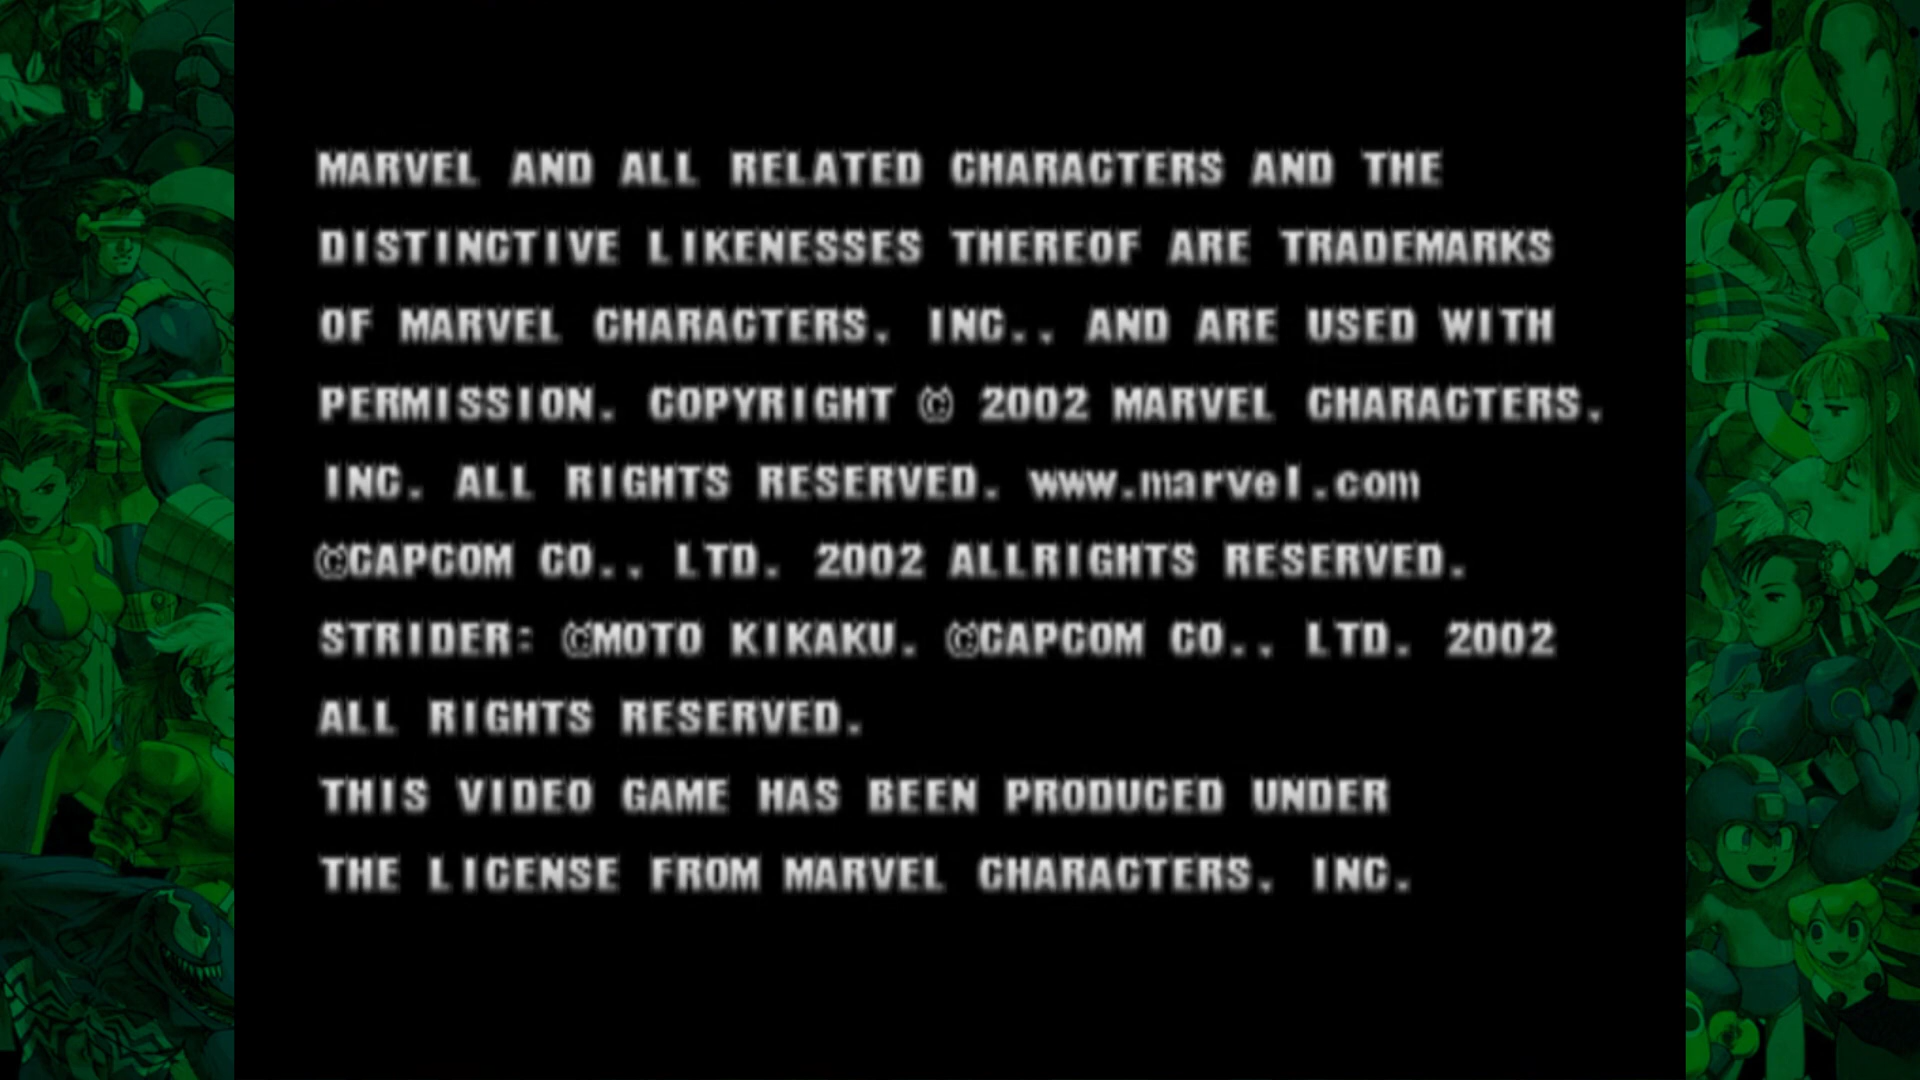 MARVEL AND ALL RELATED CHARACTERS AND THE
DISTINCTIVE LIKENESSES THEREOF ARE TRADEMARKS
OF MARVEL CHARACTERS, INC., AND ARE USED WITH
PERMISSION. COPYRIGHT © 2002 MARVEL CHARACTERS,
INC. ALL RIGHTS RESERVED. www.marvel.com
©CAPCOM CO., LTD. 2002 ALLRIGHTS RESERVED.
STRIDER: ©MOTO KIKAKU. ©CAPCOM CO., LTD. 2002
ALL RIGHTS RESERVED.
THIS VIDEO GAME HAS BEEN PRODUCED UNDER
THE LICENSE FROM MARVEL CHARACTERS, INC.